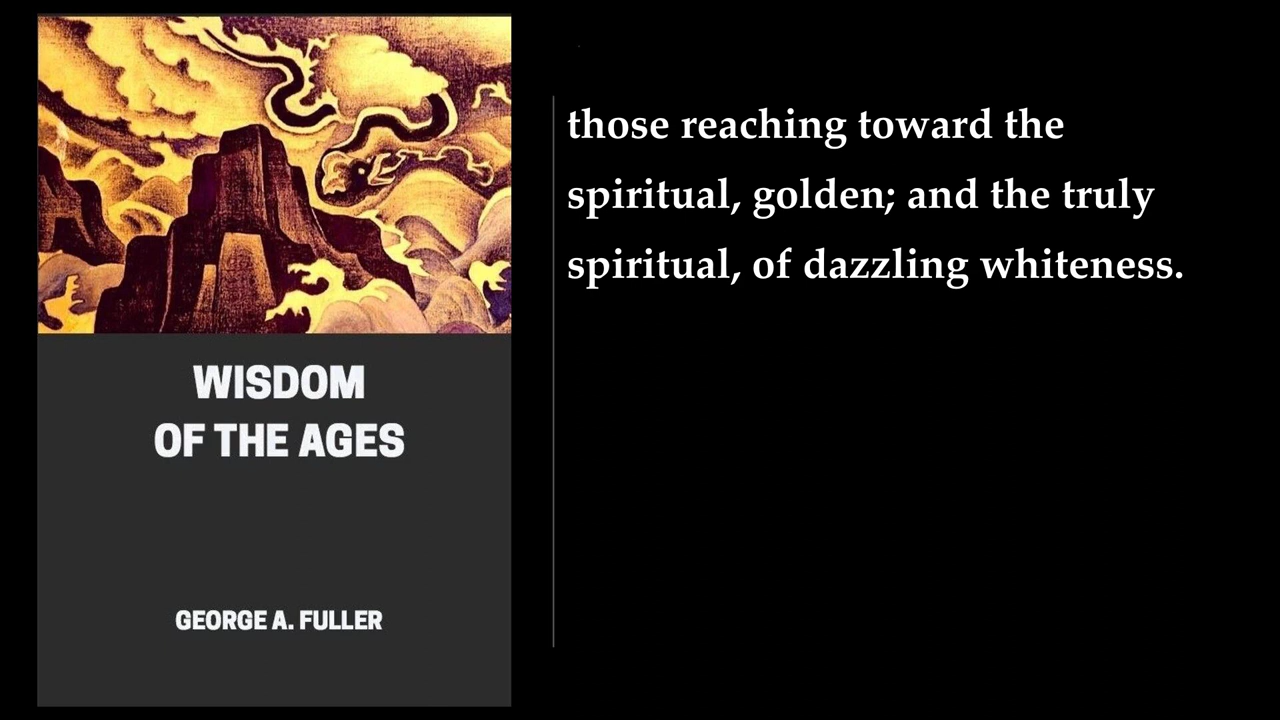 WISDOM
OF THE AGES
GEORGE A. FULLER
those reaching toward the
spiritual, golden; and the truly
spiritual, of dazzling whiteness.